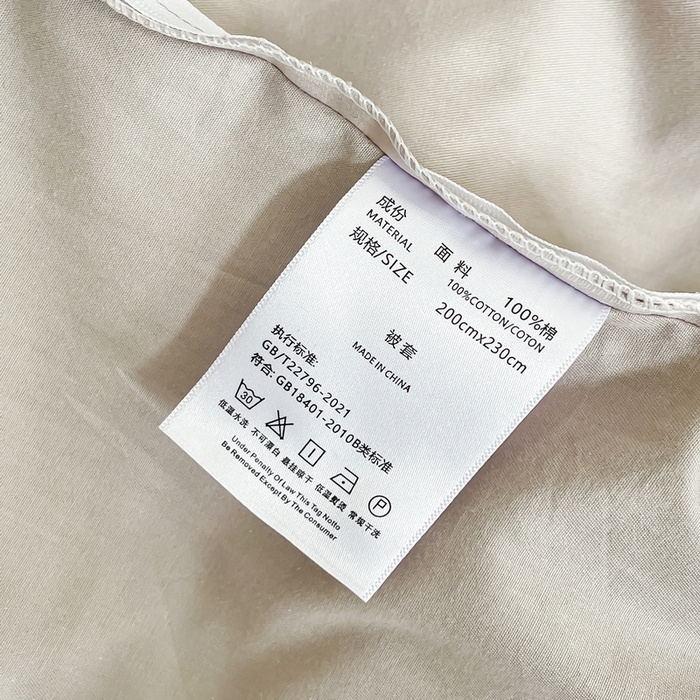 成份 面 料 100%棉
MATERIAL 100%COTTON/COTON
规格/SIZE 200cmx230cm
被 套
MADE IN CHINA
执行标准:
GB/T22796-2021
符合: GB18401-2010B类标准
30 P
低温水洗 不可漂白 悬挂晾干 低温熨烫 常规干洗
Under Penalty Of Law This Tag Notto
Be Removed Except By The Consumer